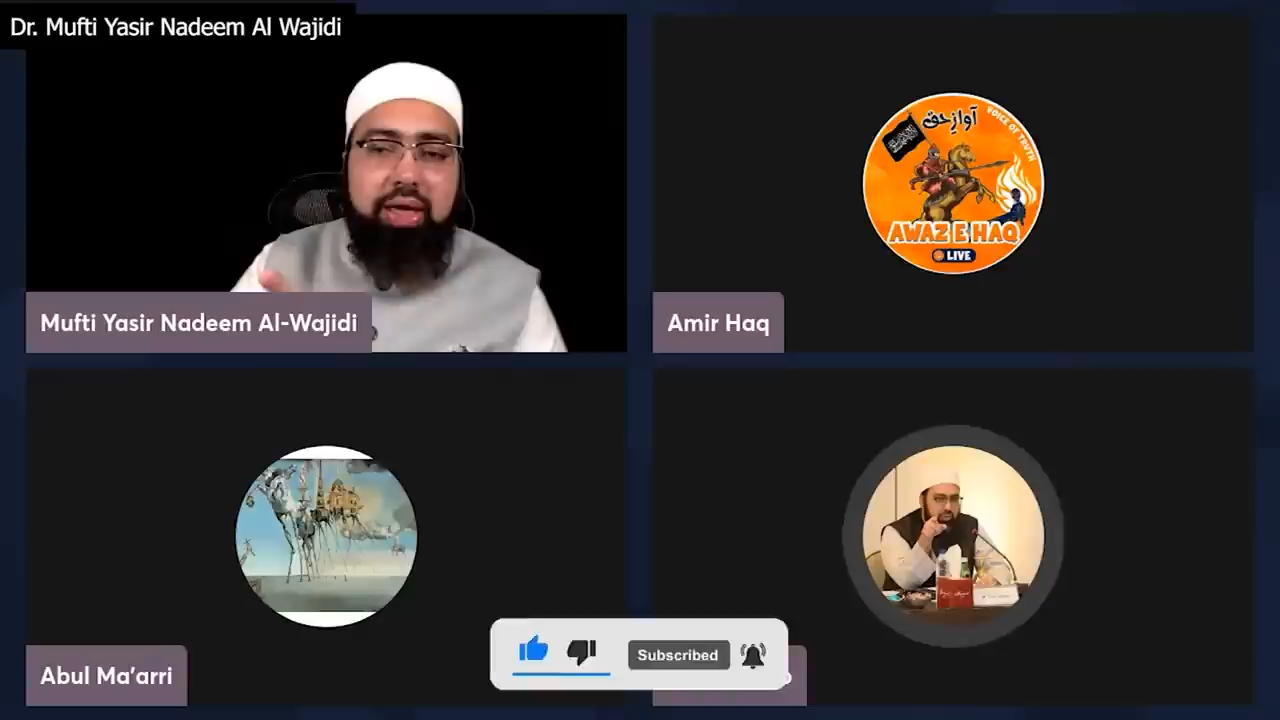 Dr. Mufti Yasir Nadeem Al Wajidi
Mufti Yasir Nadeem Al-Wajidi
آوازِ حق
VOICE OF TRUTH
AWAZ E HAQ
LIVE
Amir Haq
Abul Ma'arri
Subscribed